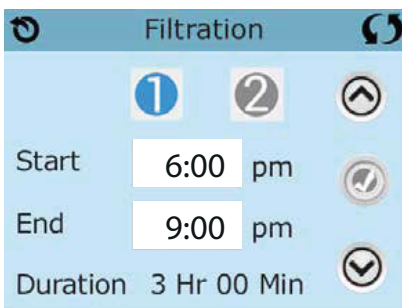 Filtration
1 2
Start 6:00 pm
End 9:00 pm
Duration 3 Hr 00 Min